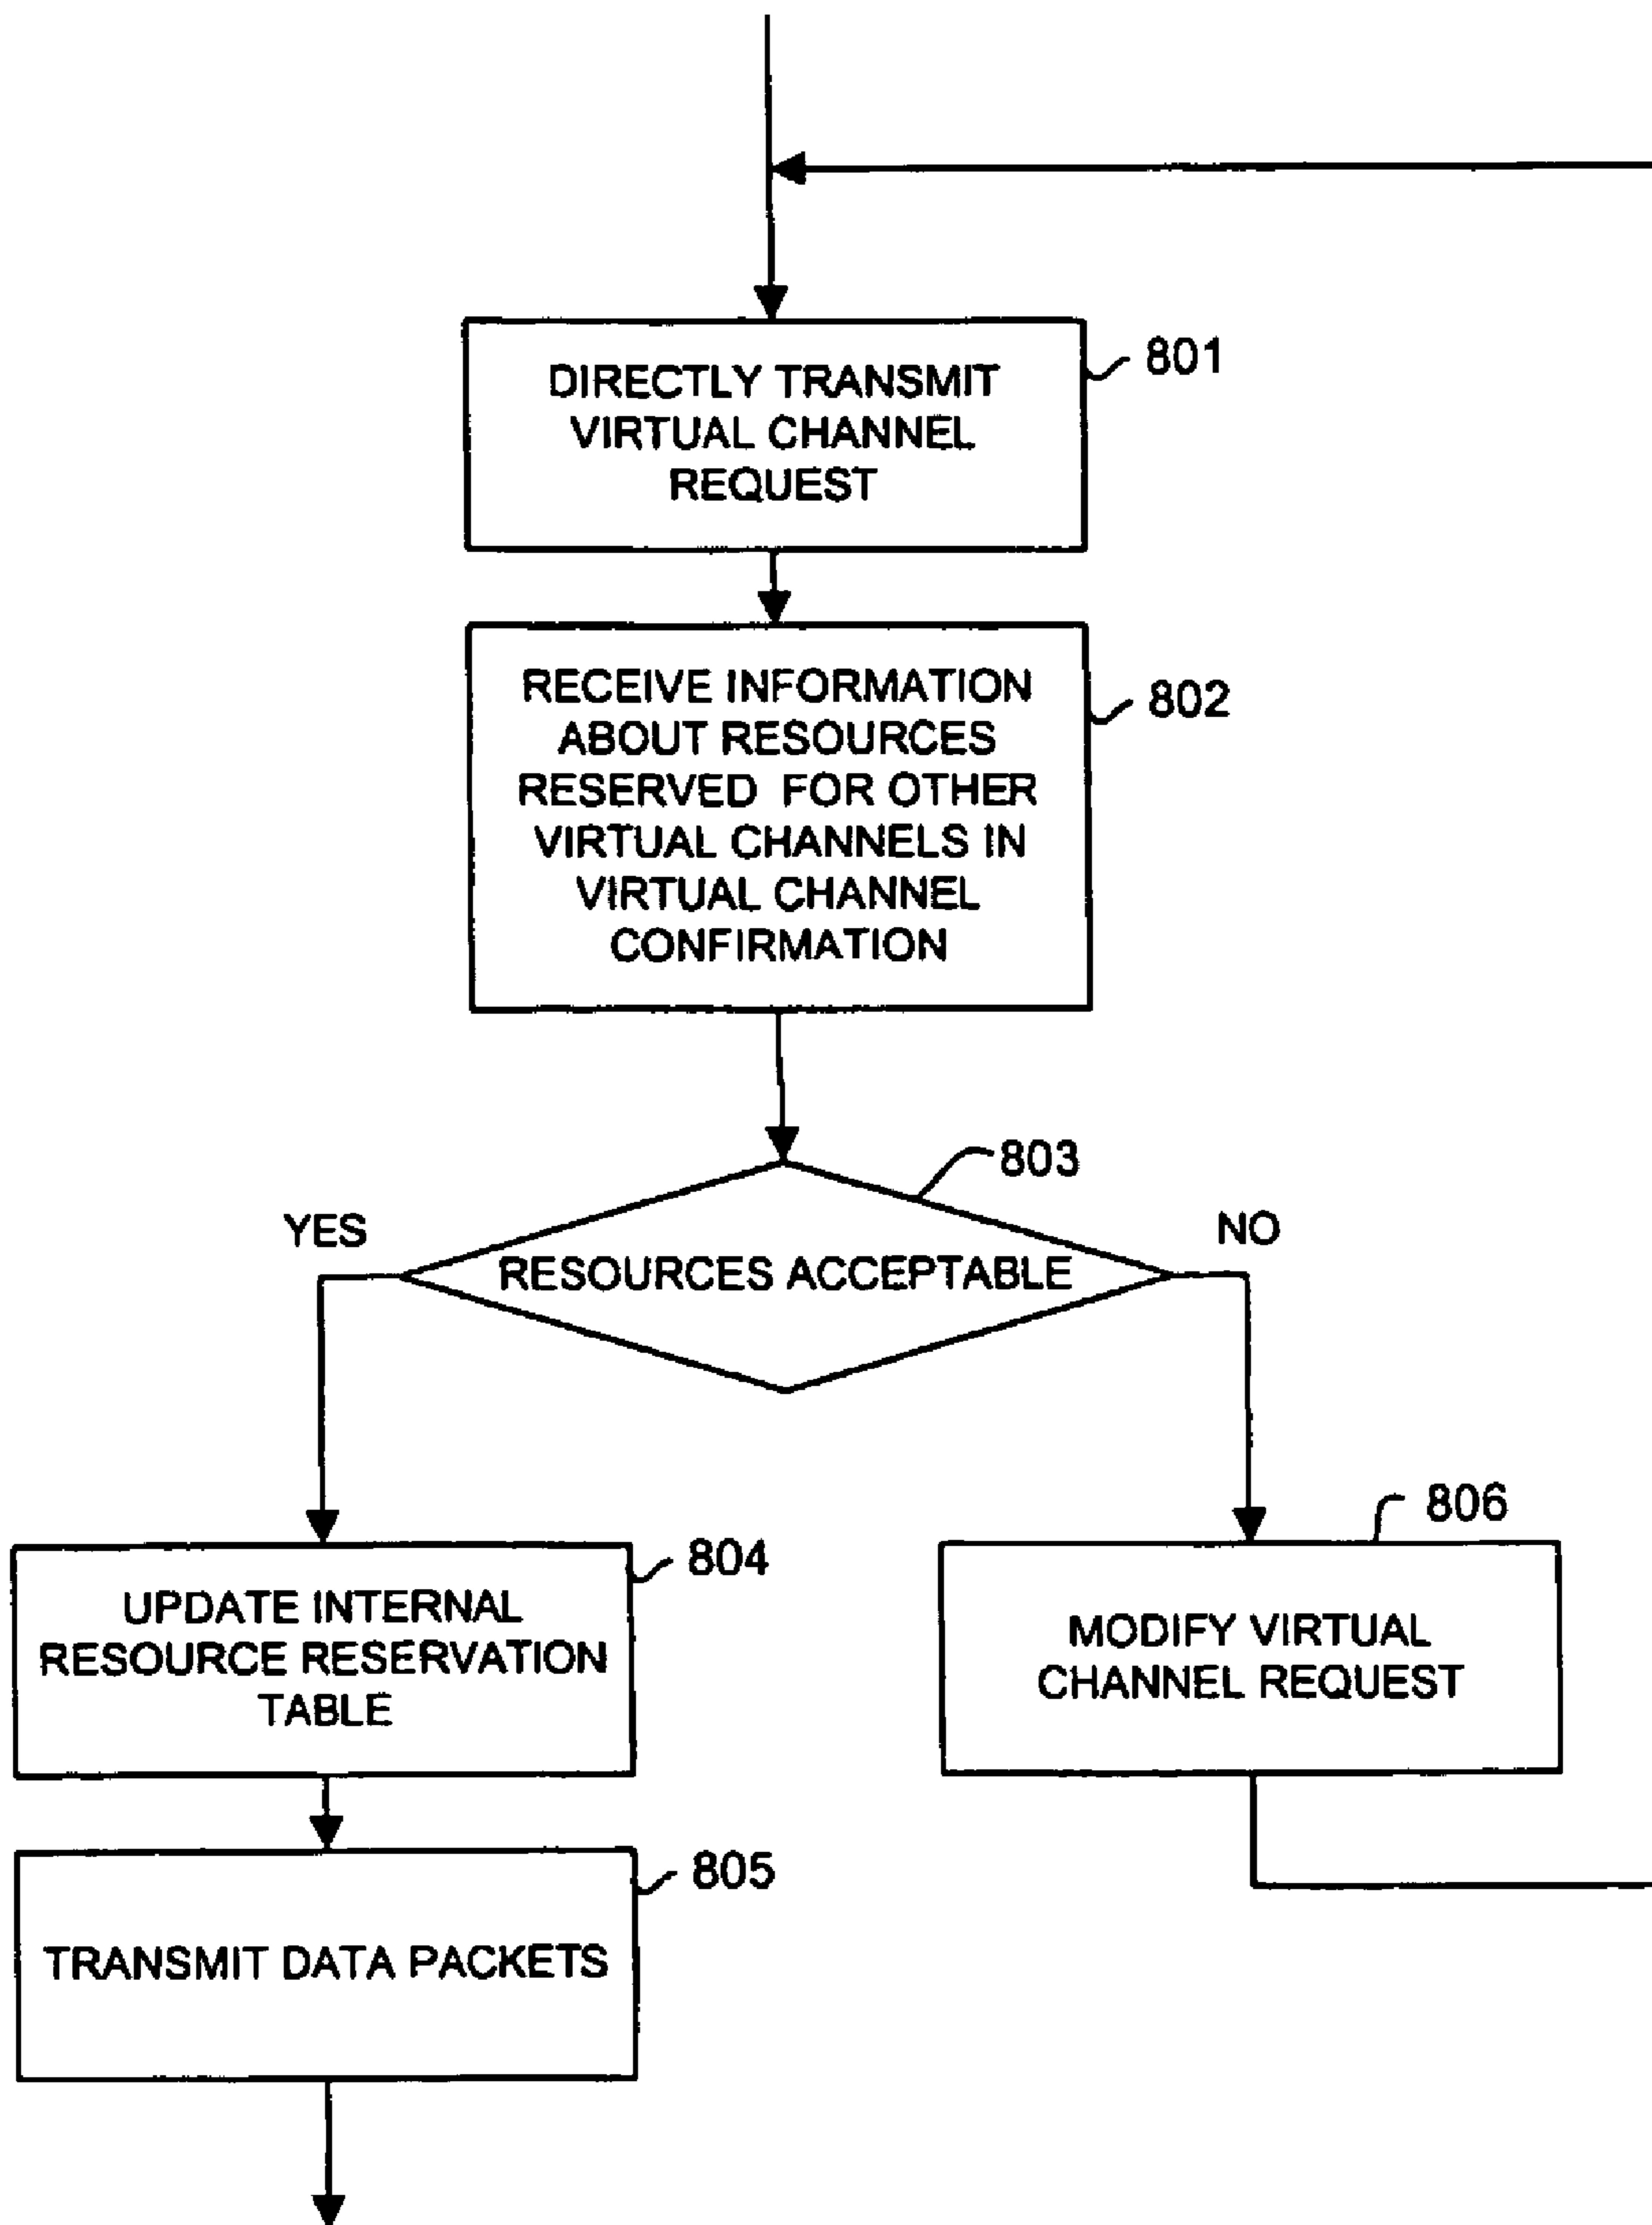 DIRECTLY TRANSMIT
VIRTUAL CHANNEL
REQUEST
801
RECEIVE INFORMATION
ABOUT RESOURCES
RESERVED FOR OTHER
VIRTUAL CHANNELS IN
VIRTUAL CHANNEL
CONFIRMATION
802
803
YES
NO
RESOURCES ACCEPTABLE
804
UPDATE INTERNAL
RESOURCE RESERVATION
TABLE
806
MODIFY VIRTUAL
CHANNEL REQUEST
805
TRANSMIT DATA PACKETS